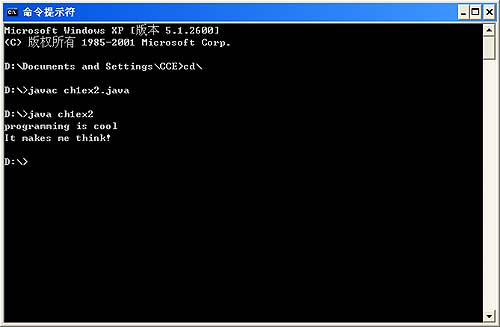 命令提示符
Microsoft Windows XP [版本 5.1.2600]
(C) 版权所有 1985-2001 Microsoft Corp.
D:\Documents and Settings\CCE>cd\
D:\>javac ch1ex2.java
D:\>java ch1ex2
programming is cool
It makes me think!
D:\>